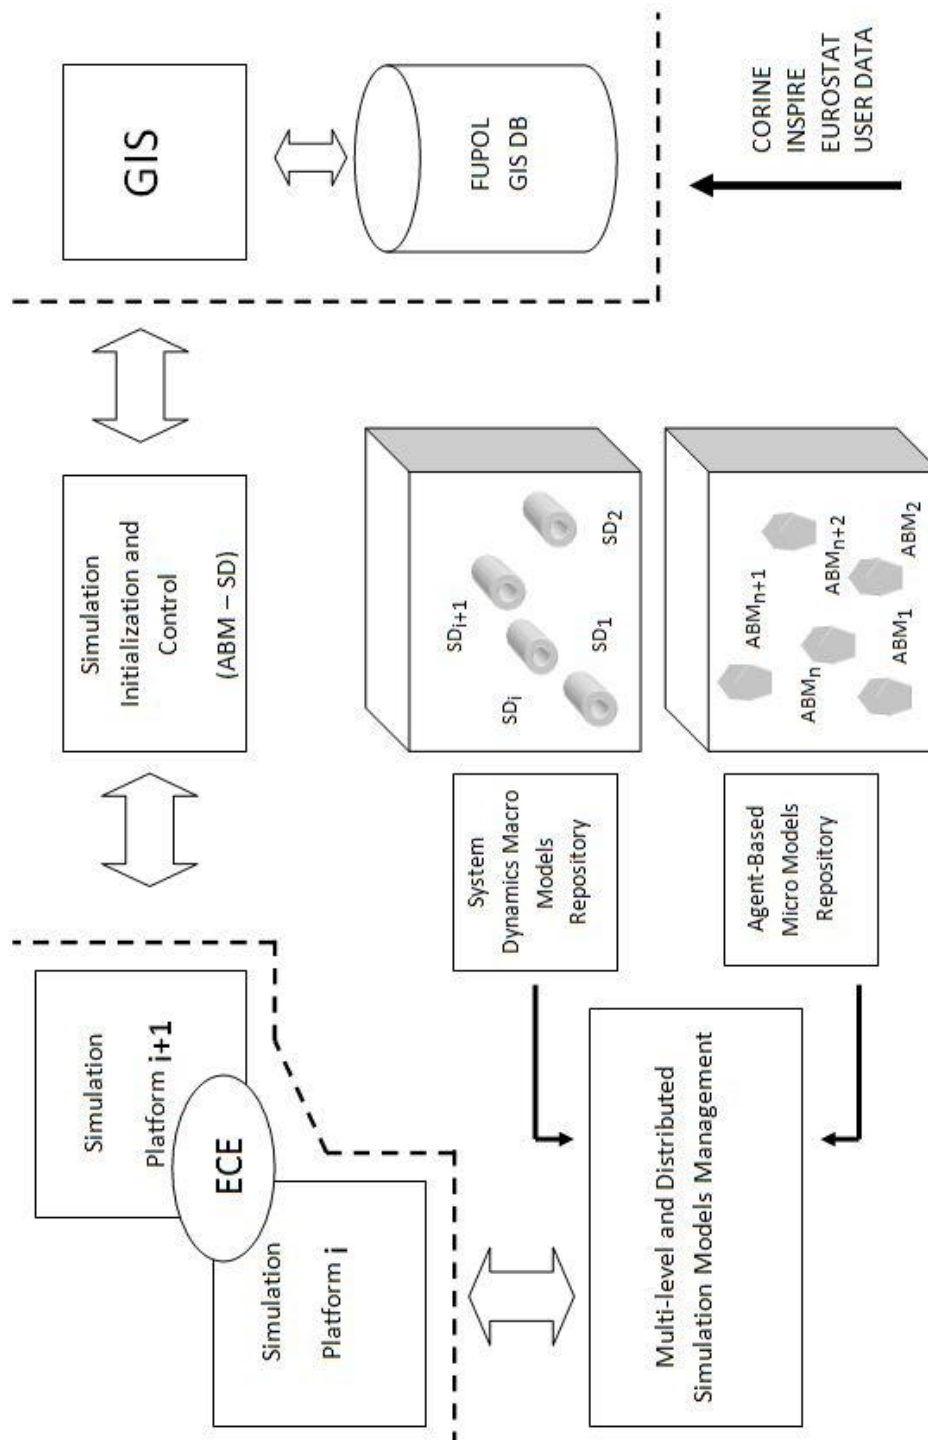 Simulation
Platform i+1
ECE
Simulation
Platform i
Simulation
Initialization and
Control
(ABM – SD)
GIS
FUPOL
GIS DB
CORINE
INSPIRE
EUROSTAT
USER DATA
System
Dynamics Macro
Models
Repository
SDi+1
SDi
SD1
SD2
Multi-level and Distributed
Simulation Models Management
Agent-Based
Micro Models
Repository
ABMn+1
ABMn
ABMn+2
ABM1
ABM2